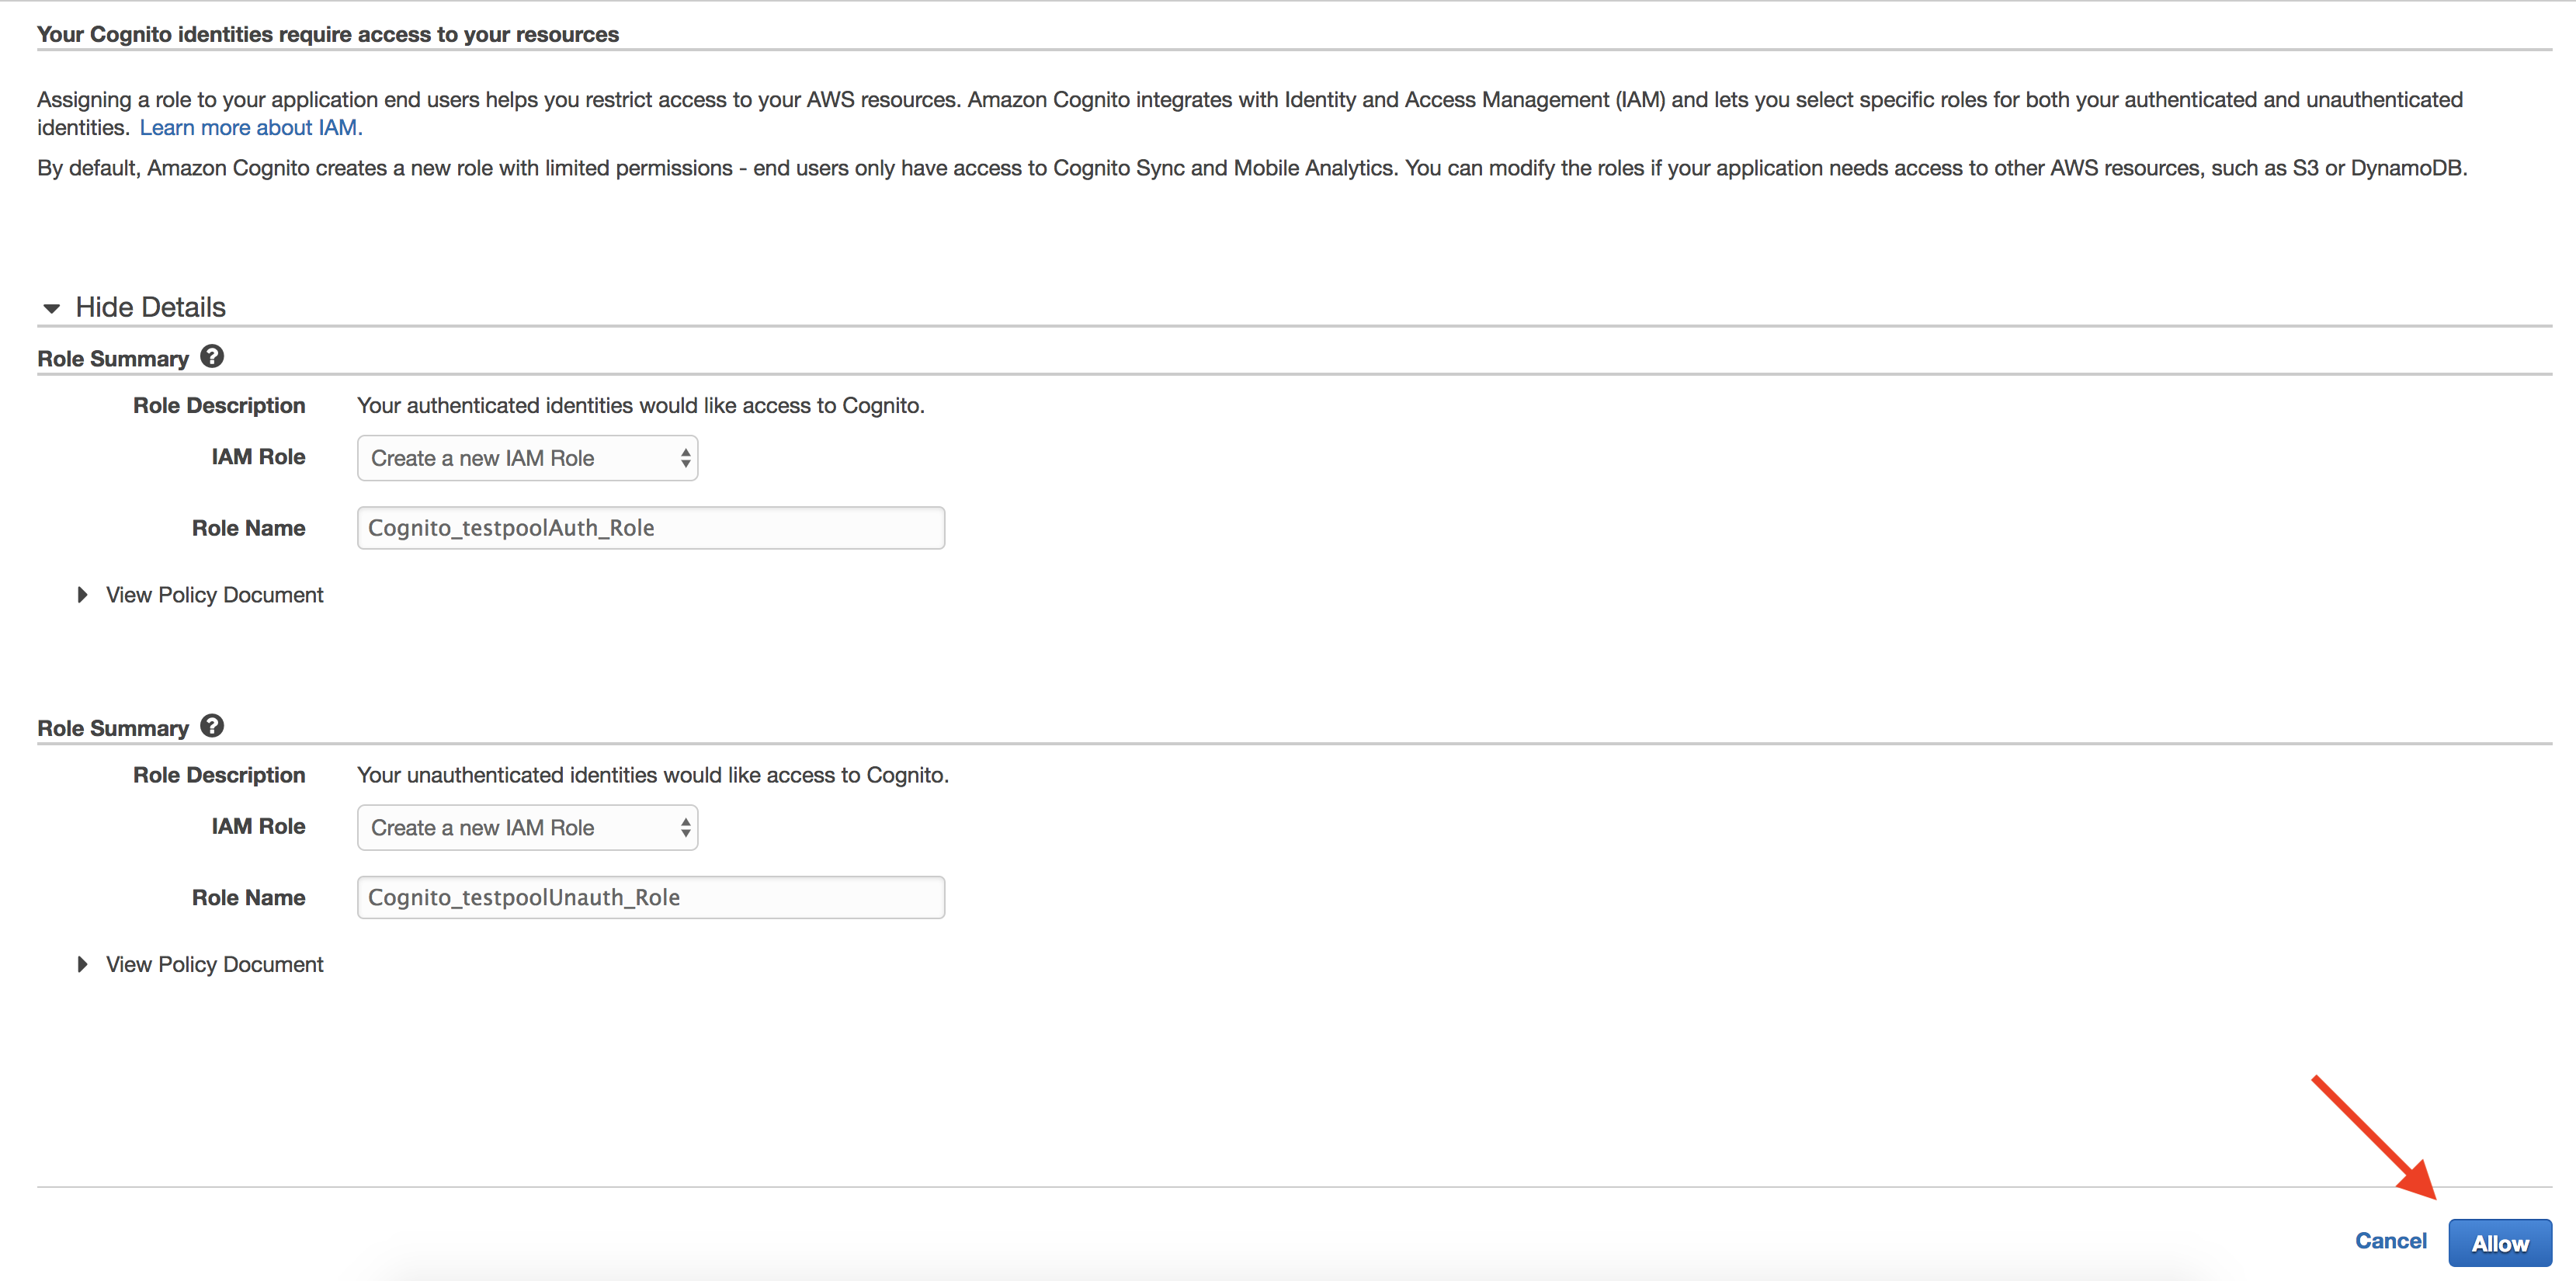 Your Cognito identities require access to your resources
Assigning a role to your application end users helps you restrict access to your AWS resources. Amazon Cognito integrates with Identity and Access Management (IAM) and lets you select specific roles for both your authenticated and unauthenticated
identities. Learn more about IAM.
By default, Amazon Cognito creates a new role with limited permissions - end users only have access to Cognito Sync and Mobile Analytics. You can modify the roles if your application needs access to other AWS resources, such as S3 or DynamoDB.
Hide Details
Role Summary ?
Role Description Your authenticated identities would like access to Cognito.
IAM Role Create a new IAM Role
Role Name Cognito_testpoolAuth_Role
View Policy Document
Role Summary ?
Role Description Your unauthenticated identities would like access to Cognito.
IAM Role Create a new IAM Role
Role Name Cognito_testpoolUnauth_Role
View Policy Document
Cancel Allow